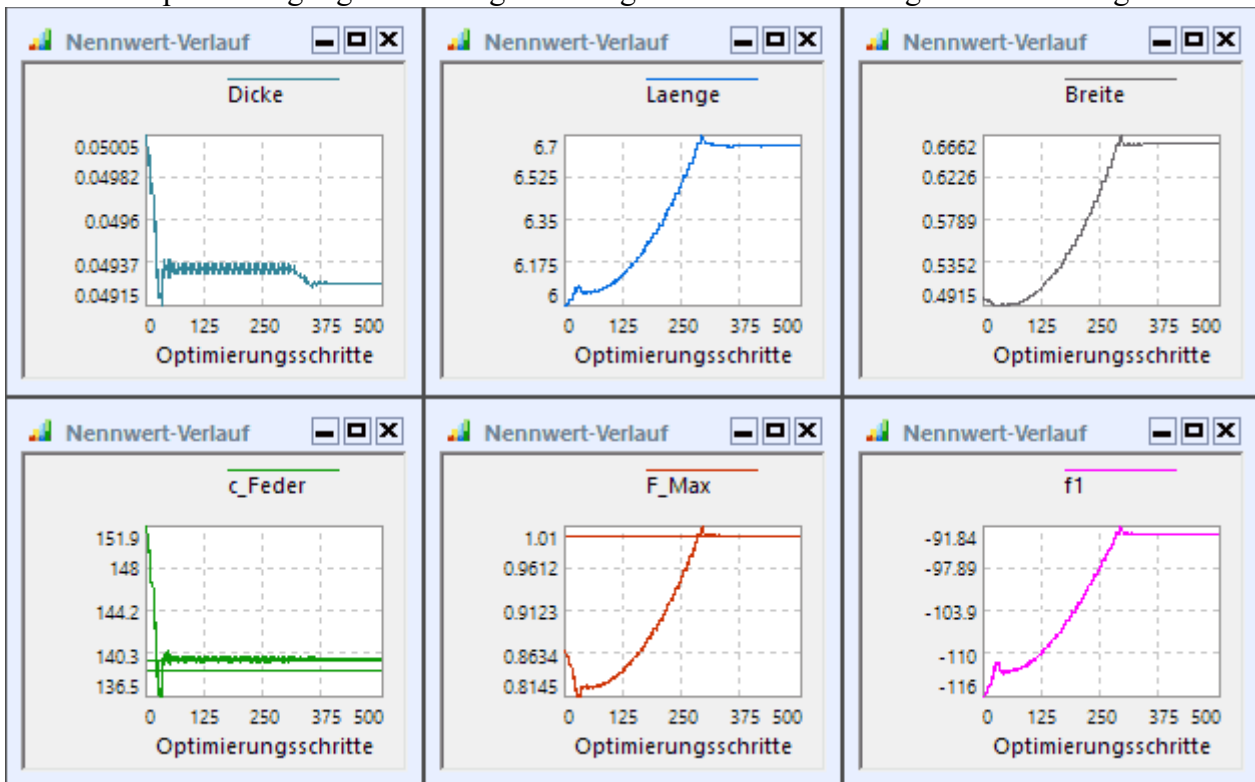 Nennwert-Verlauf
Dicke
0.05005
0.04982
0.0496
0.04937
0.04915
0 125 250 375 500
Optimierungsschritte
Nennwert-Verlauf
Laenge
6.7
6.525
6.35
6.175
6
0 125 250 375 500
Optimierungsschritte
Nennwert-Verlauf
Breite
0.6662
0.6226
0.5789
0.5352
0.4915
0 125 250 375 500
Optimierungsschritte
Nennwert-Verlauf
c_Feder
151.9
148
144.2
140.3
136.5
0 125 250 375 500
Optimierungsschritte
Nennwert-Verlauf
F_Max
1.01
0.9612
0.9123
0.8634
0.8145
0 125 250 375 500
Optimierungsschritte
Nennwert-Verlauf
f1
-91.84
-97.89
-103.9
-110
-116
0 125 250 375 500
Optimierungsschritte